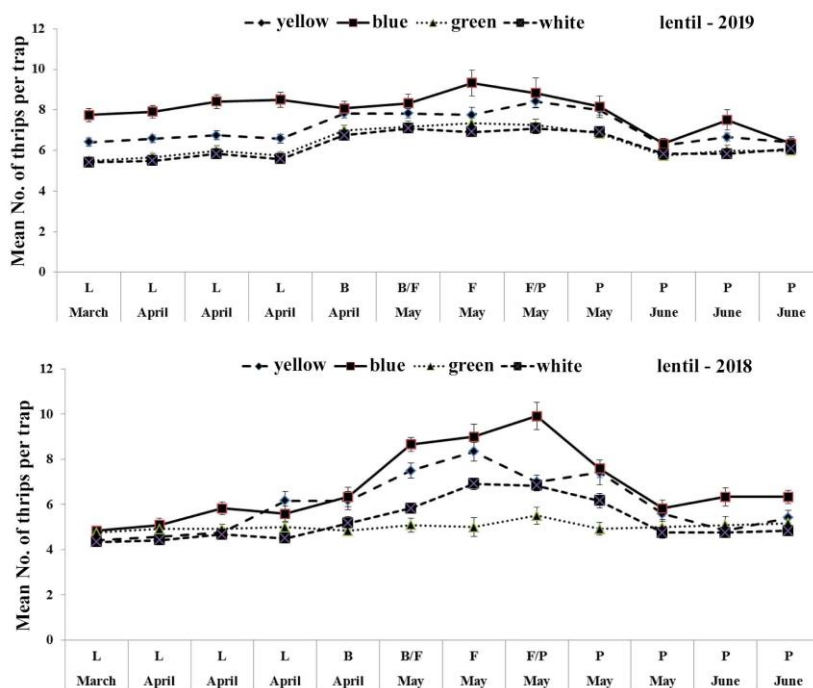 yellow blue green white lentil - 2019
12
10
8
6
4
2
0
Mean No. of thrips per trap
L L L L B B/F F F/P P P P P
March April April April April May May May May June June June
yellow blue green white lentil - 2018
12
10
8
6
4
2
0
Mean No. of thrips per trap
L L L L B B/F F F/P P P P P
March April April April April May May May May May June June